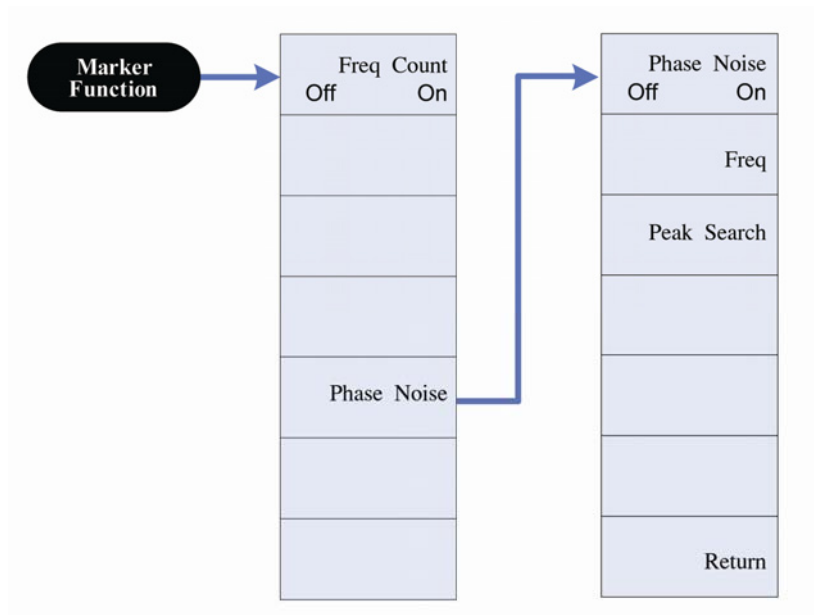 Marker
Function
Freq Count
Off On
Phase Noise
Phase Noise
Off On
Freq
Peak Search
Return